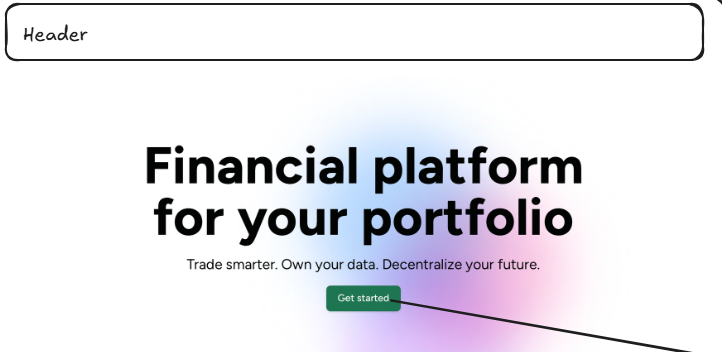 Header
Financial platform
for your portfolio
Trade smarter. Own your data. Decentralize your future.
Get started